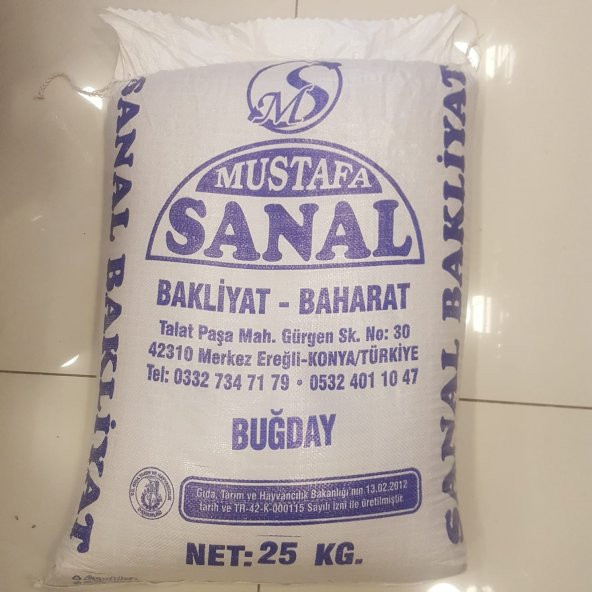 MS
MUSTAFA
SANAL
BAKLİYAT - BAHARAT
Talat Paşa Mah. Gürgen Sk. No: 30
42310 Merkez Ereğli-KONYA/TÜRKİYE
Tel: 0332 734 71 79 • 0532 401 10 47
BUĞDAY
Gıda, Tarım ve Hayvancılık Bakanlığı'nın 13.02.2012
tarih ve TR-42-K-000115 Sayılı İzni ile üretilmiştir.
NET: 25 KG.
SANAL BAKLİYAT
SANAL BAKLİYAT